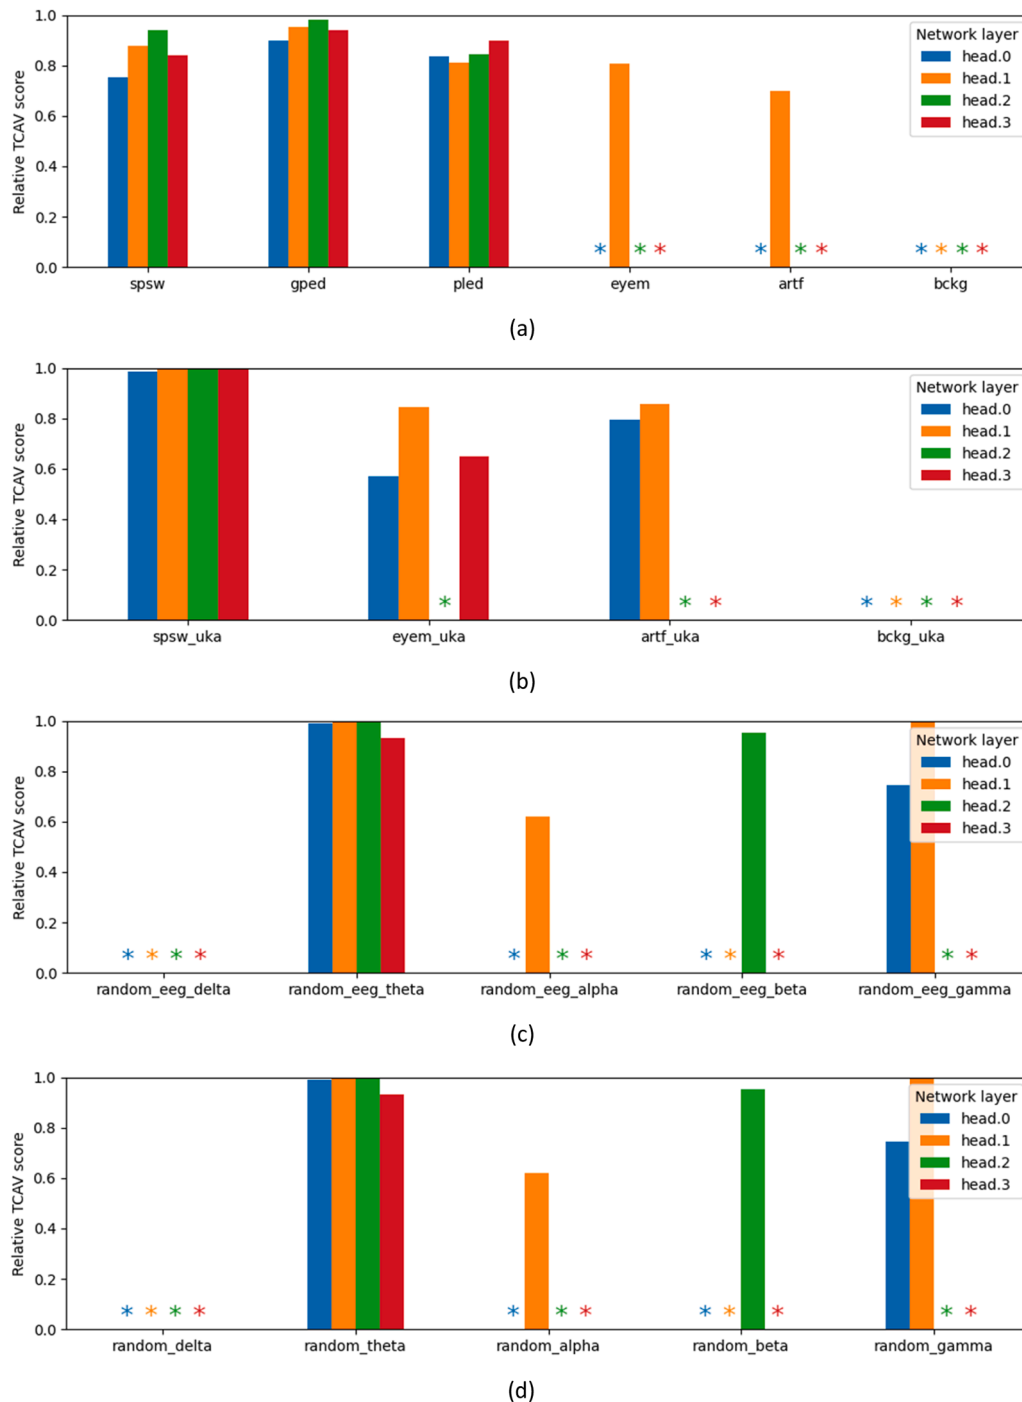 1.0
0.8
0.6
0.4
0.2
0.0
Relative TCAV score
Network layer
head.0
head.1
head.2
head.3
* * * * * * * * * *
spsw gped pled eyem artf bckg
(a)
1.0
0.8
0.6
0.4
0.2
0.0
Relative TCAV score
Network layer
head.0
head.1
head.2
head.3
* * * * * * *
spsw_uka eyem_uka artf_uka bckg_uka
(b)
1.0
0.8
0.6
0.4
0.2
0.0
Relative TCAV score
Network layer
head.0
head.1
head.2
head.3
* * * * * * * * * * * *
random_eeg_delta random_eeg_theta random_eeg_alpha random_eeg_beta random_eeg_gamma
(c)
1.0
0.8
0.6
0.4
0.2
0.0
Relative TCAV score
Network layer
head.0
head.1
head.2
head.3
* * * * * * * * * * * *
random_delta random_theta random_alpha random_beta random_gamma
(d)